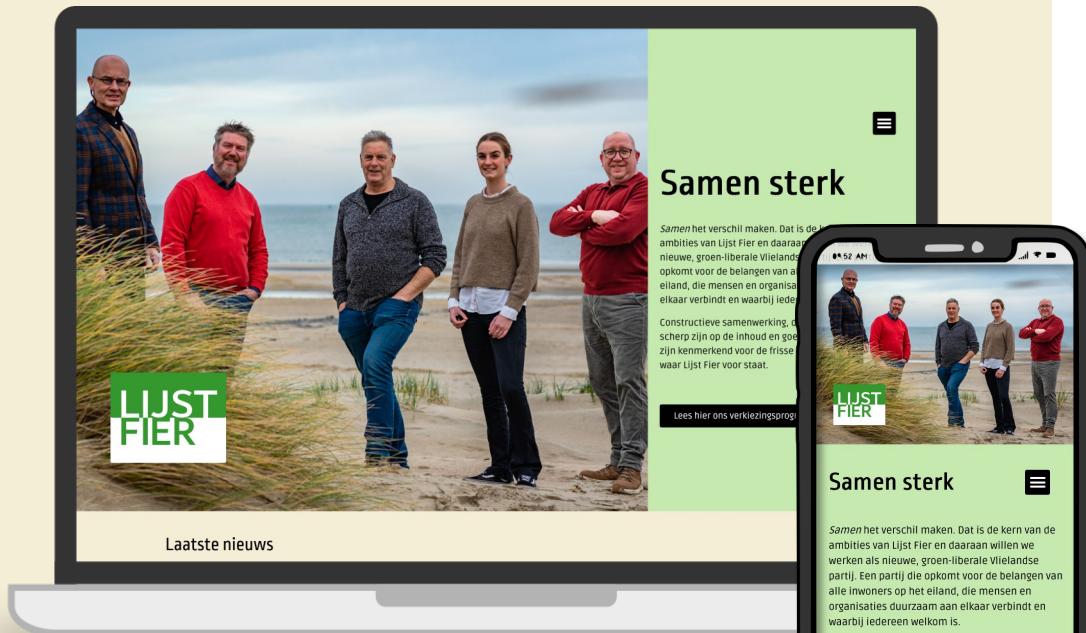 Samen sterk
Samen het verschil maken. Dat is de
ambities van Lijst Fier en daaraan
nieuwe, groen-liberale Vlielands
opkomt voor de belangen van al
eiland, die mensen en organisa
elkaar verbindt en waarbij ieder
Constructieve samenwerking,
scherp zijn op de inhoud en goe
zijn kenmerkend voor de frisse
waar Lijst Fier voor staat.
Lees hier ons verkiezingsprogr
LIJST
FIER
Laatste nieuws
09 52 AM
LIJST
FIER
Samen sterk
Samen het verschil maken. Dat is de kern van de
ambities van Lijst Fier en daaraan willen we
werken als nieuwe, groen-liberale Vlielandse
partij. Een partij die opkomt voor de belangen van
alle inwoners op het eiland, die mensen en
organisaties duurzaam aan elkaar verbindt en
waarbij iedereen welkom is.